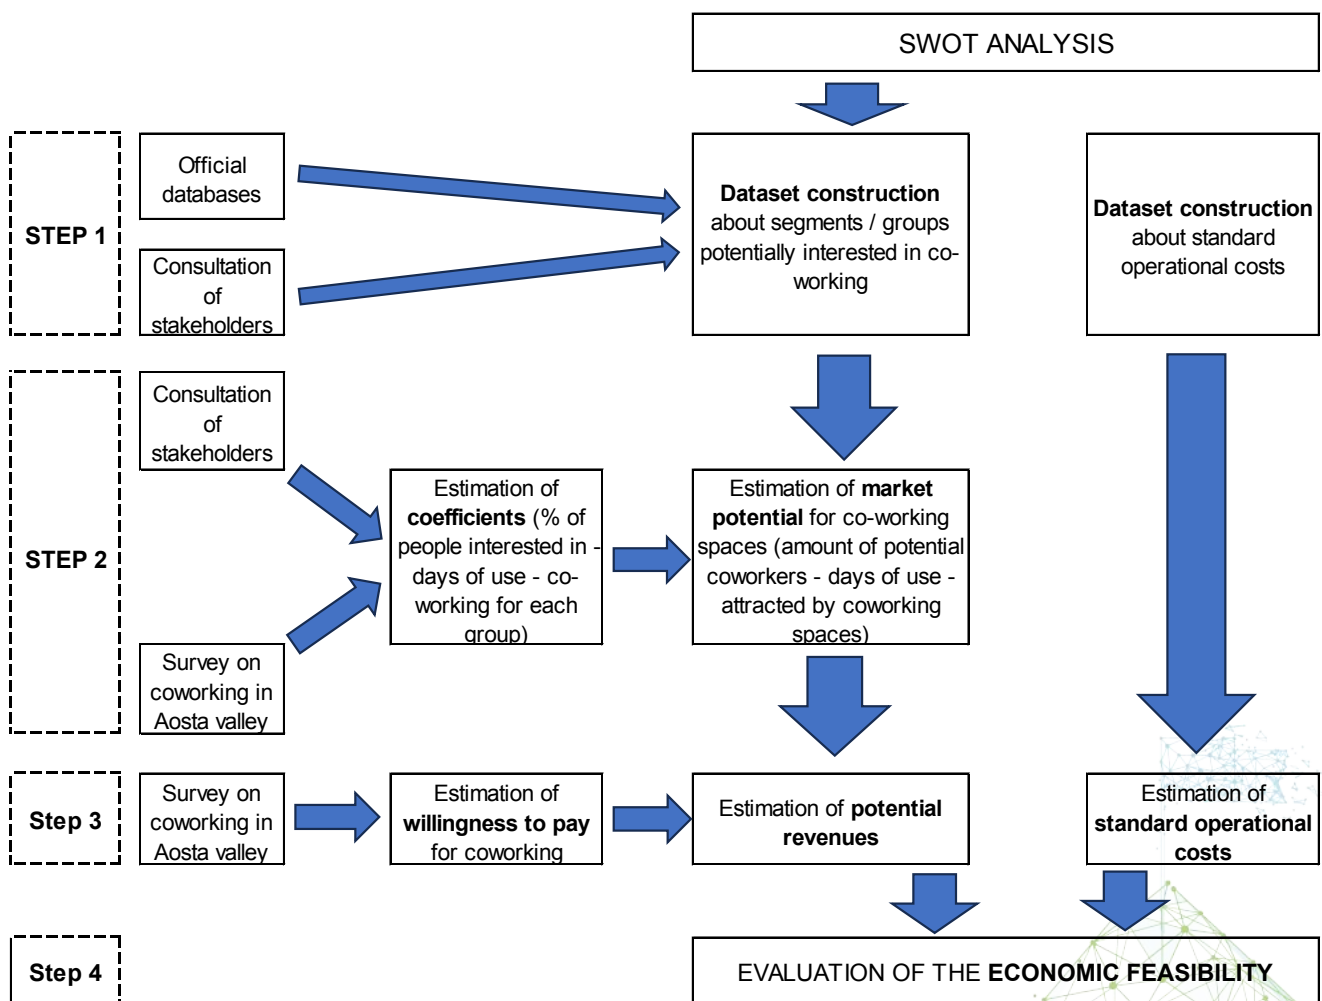 SWOT ANALYSIS
STEP 1
Official
databases
Consultation
of
stakeholders
Dataset construction
about segments / groups
potentially interested in co-
working
Dataset construction
about standard
operational costs
STEP 2
Consultation
of
stakeholders
Survey on
coworking in
Aosta valley
Estimation of
coefficients (% of
people interested in -
days of use - co-
working for each
group)
Estimation of market
potential for co-working
spaces (amount of potential
coworkers - days of use -
attracted by coworking
spaces)
Step 3
Survey on
coworking in
Aosta valley
Estimation of
willingness to pay
for coworking
Estimation of potential
revenues
Estimation of
standard operational
costs
Step 4
EVALUATION OF THE ECONOMIC FEASIBILITY